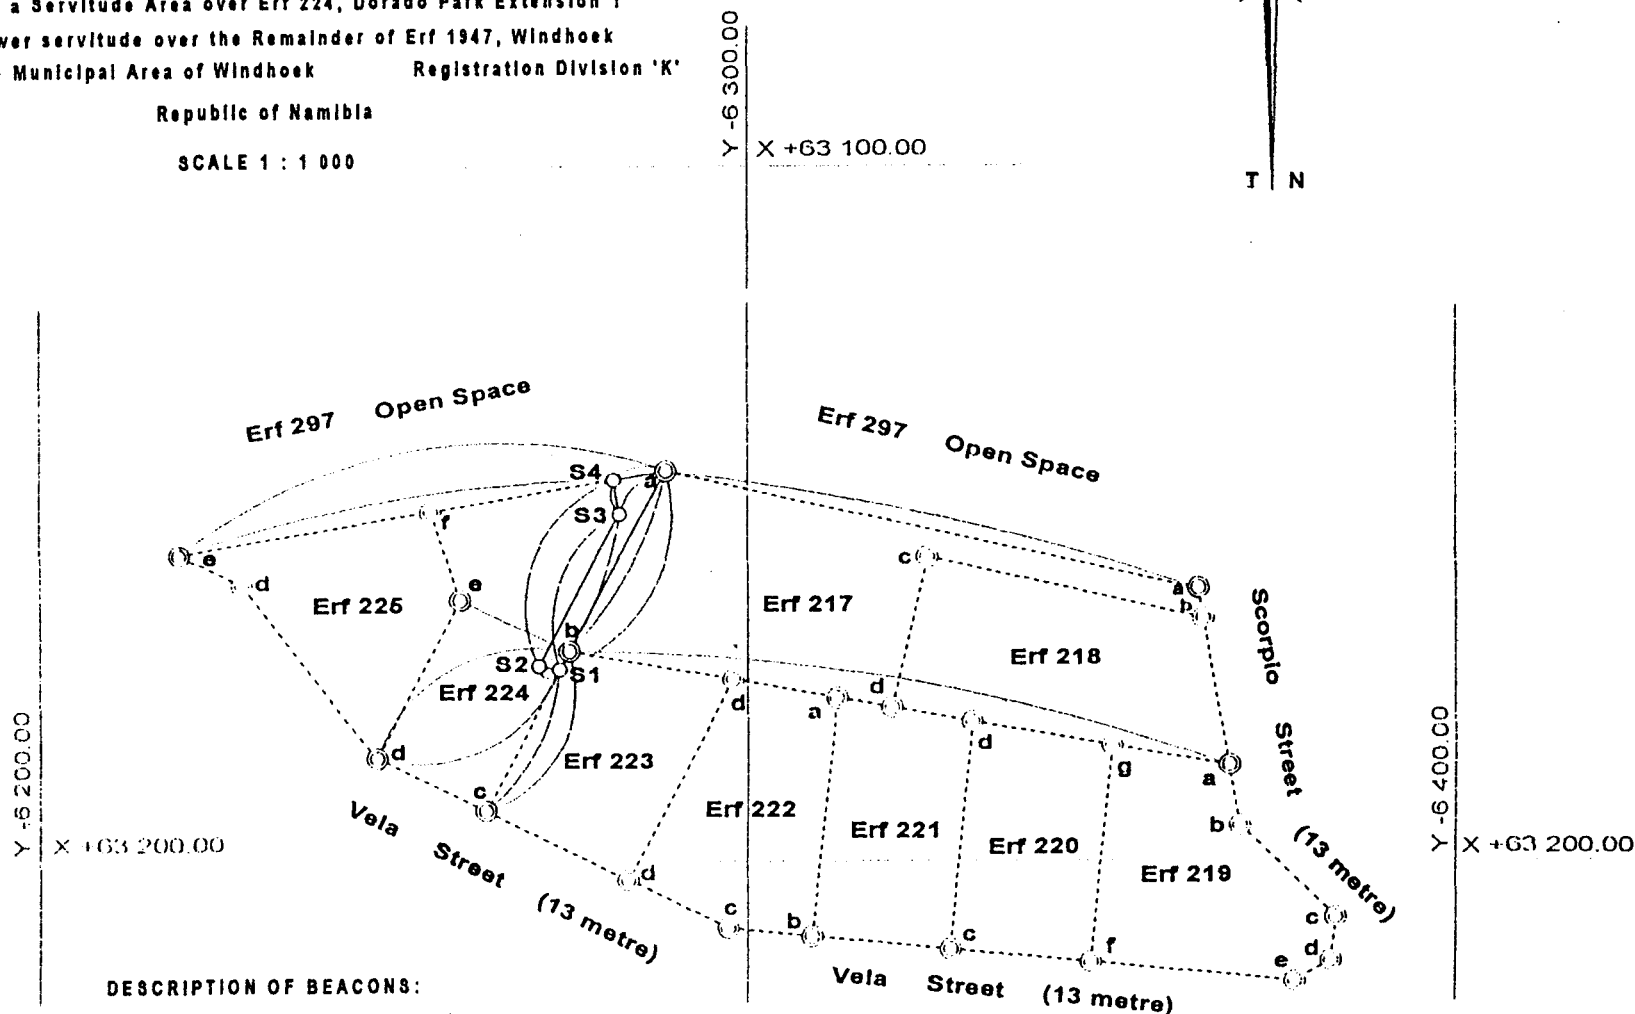 a Servitude Area over Erf 224, Dorado Park Extension 1
wer servitude over the Remainder of Erf 1947, Windhoek
Municipal Area of Windhoek Registration Division 'K'
Republic of Namibia
SCALE 1 : 1 000
Y -6 300.00
X +63 100.00
T N
Erf 297 Open Space
Erf 297 Open Space
S4
a
S3
f
e
d
e
Erf 225
b
S2
S1
Erf 224
d
c
Erf 223
d
Erf 217
c
a
b
Erf 218
Scorpio Street (13 metre)
d
a
d
d
g
a
b
Erf 222
Erf 221
Erf 220
Erf 219
c
d
e
f
c
b
c
Y -6 200.00
X +63 200.00
Y -6 400.00
X +63 200.00
Vela Street (13 metre)
Vela Street (13 metre)
DESCRIPTION OF BEACONS: